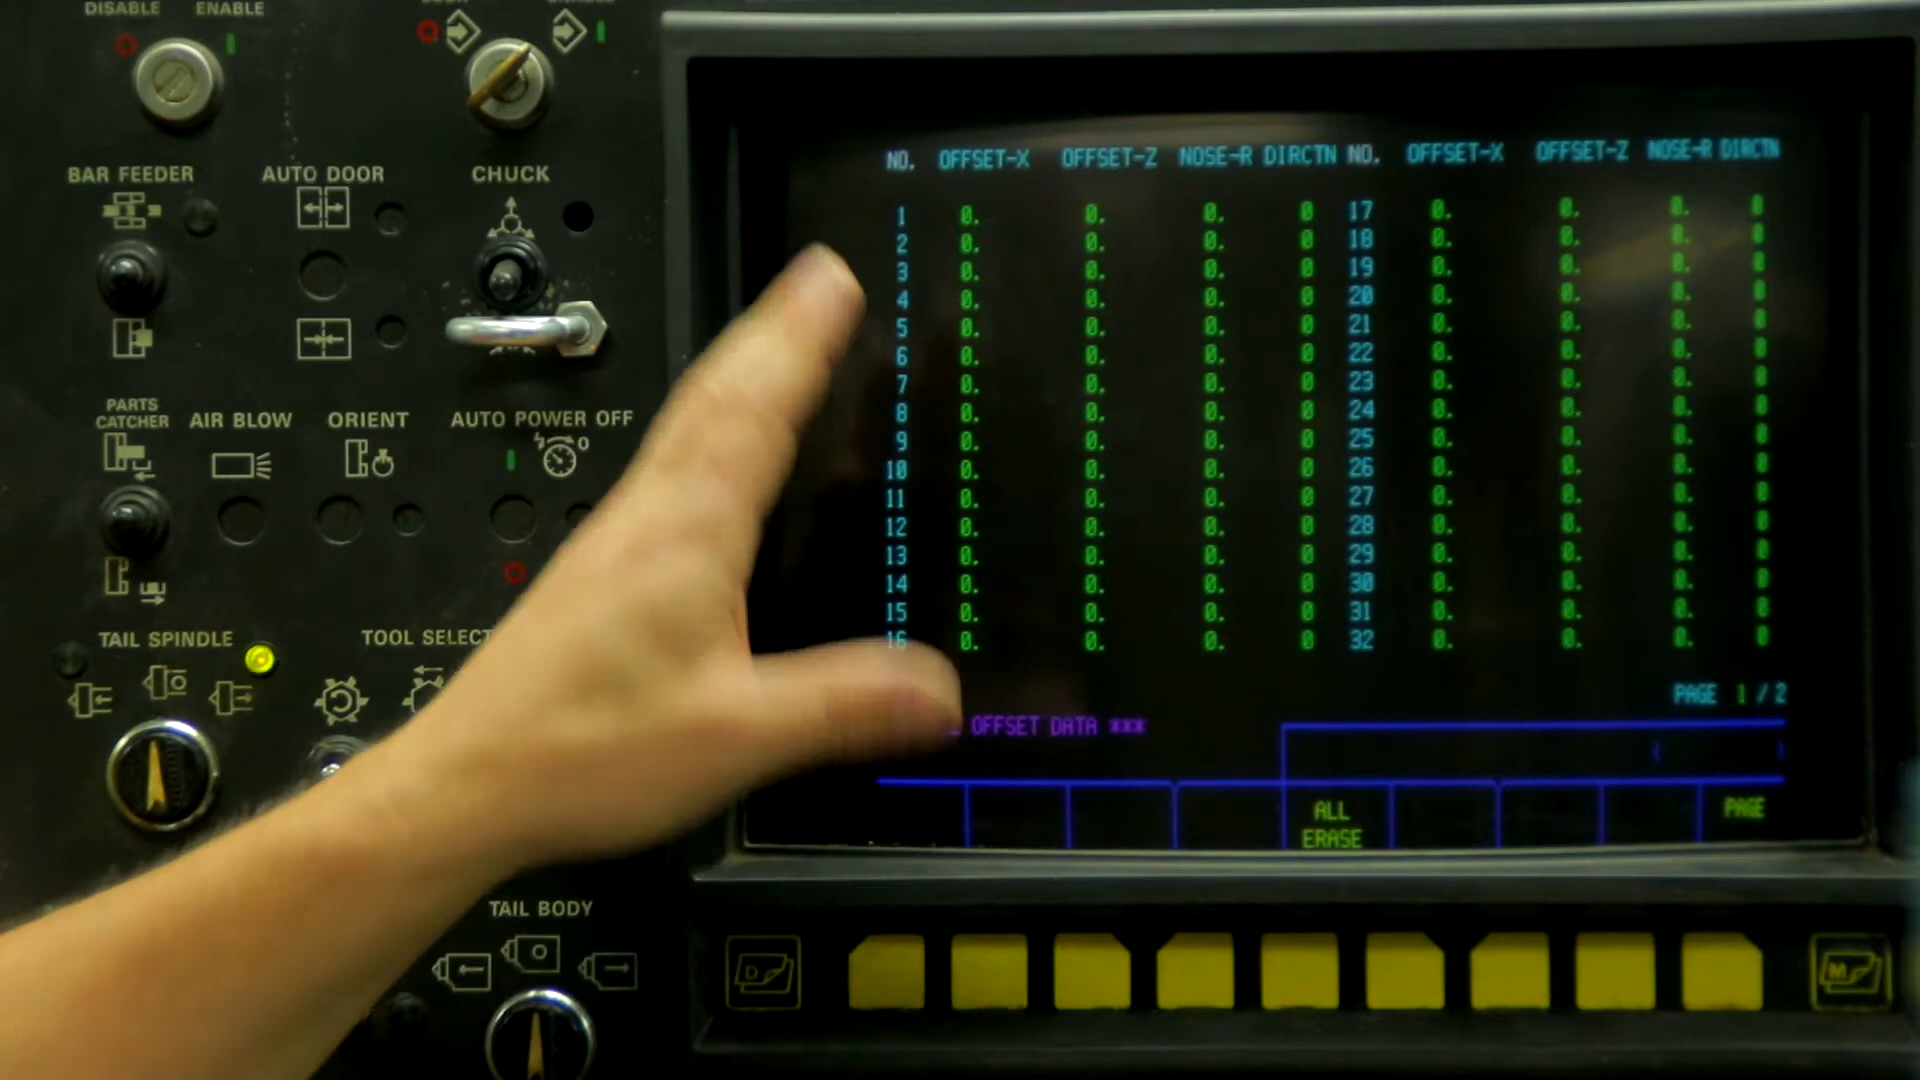 DISABLE ENABLE
BAR FEEDER AUTO DOOR CHUCK
PARTS CATCHER AIR BLOW ORIENT AUTO POWER OFF
TAIL SPINDLE TOOL SELECT
TAIL BODY
NO. OFFSET-X OFFSET-Z NOSE-R DIRCTN NO. OFFSET-X OFFSET-Z NOSE-R DIRCTN
1 0. 0. 0. 0 17 0. 0. 0. 0
2 0. 0. 0. 0 18 0. 0. 0. 0
3 0. 0. 0. 0 19 0. 0. 0. 0
4 0. 0. 0. 0 20 0. 0. 0. 0
5 0. 0. 0. 0 21 0. 0. 0. 0
6 0. 0. 0. 0 22 0. 0. 0. 0
7 0. 0. 0. 0 23 0. 0. 0. 0
8 0. 0. 0. 0 24 0. 0. 0. 0
9 0. 0. 0. 0 25 0. 0. 0. 0
10 0. 0. 0. 0 26 0. 0. 0. 0
11 0. 0. 0. 0 27 0. 0. 0. 0
12 0. 0. 0. 0 28 0. 0. 0. 0
13 0. 0. 0. 0 29 0. 0. 0. 0
14 0. 0. 0. 0 30 0. 0. 0. 0
15 0. 0. 0. 0 31 0. 0. 0. 0
16 0. 0. 0. 0 32 0. 0. 0. 0
PAGE 1 / 2
OFFSET DATA ***
( )
ALL ERASE PAGE
D M